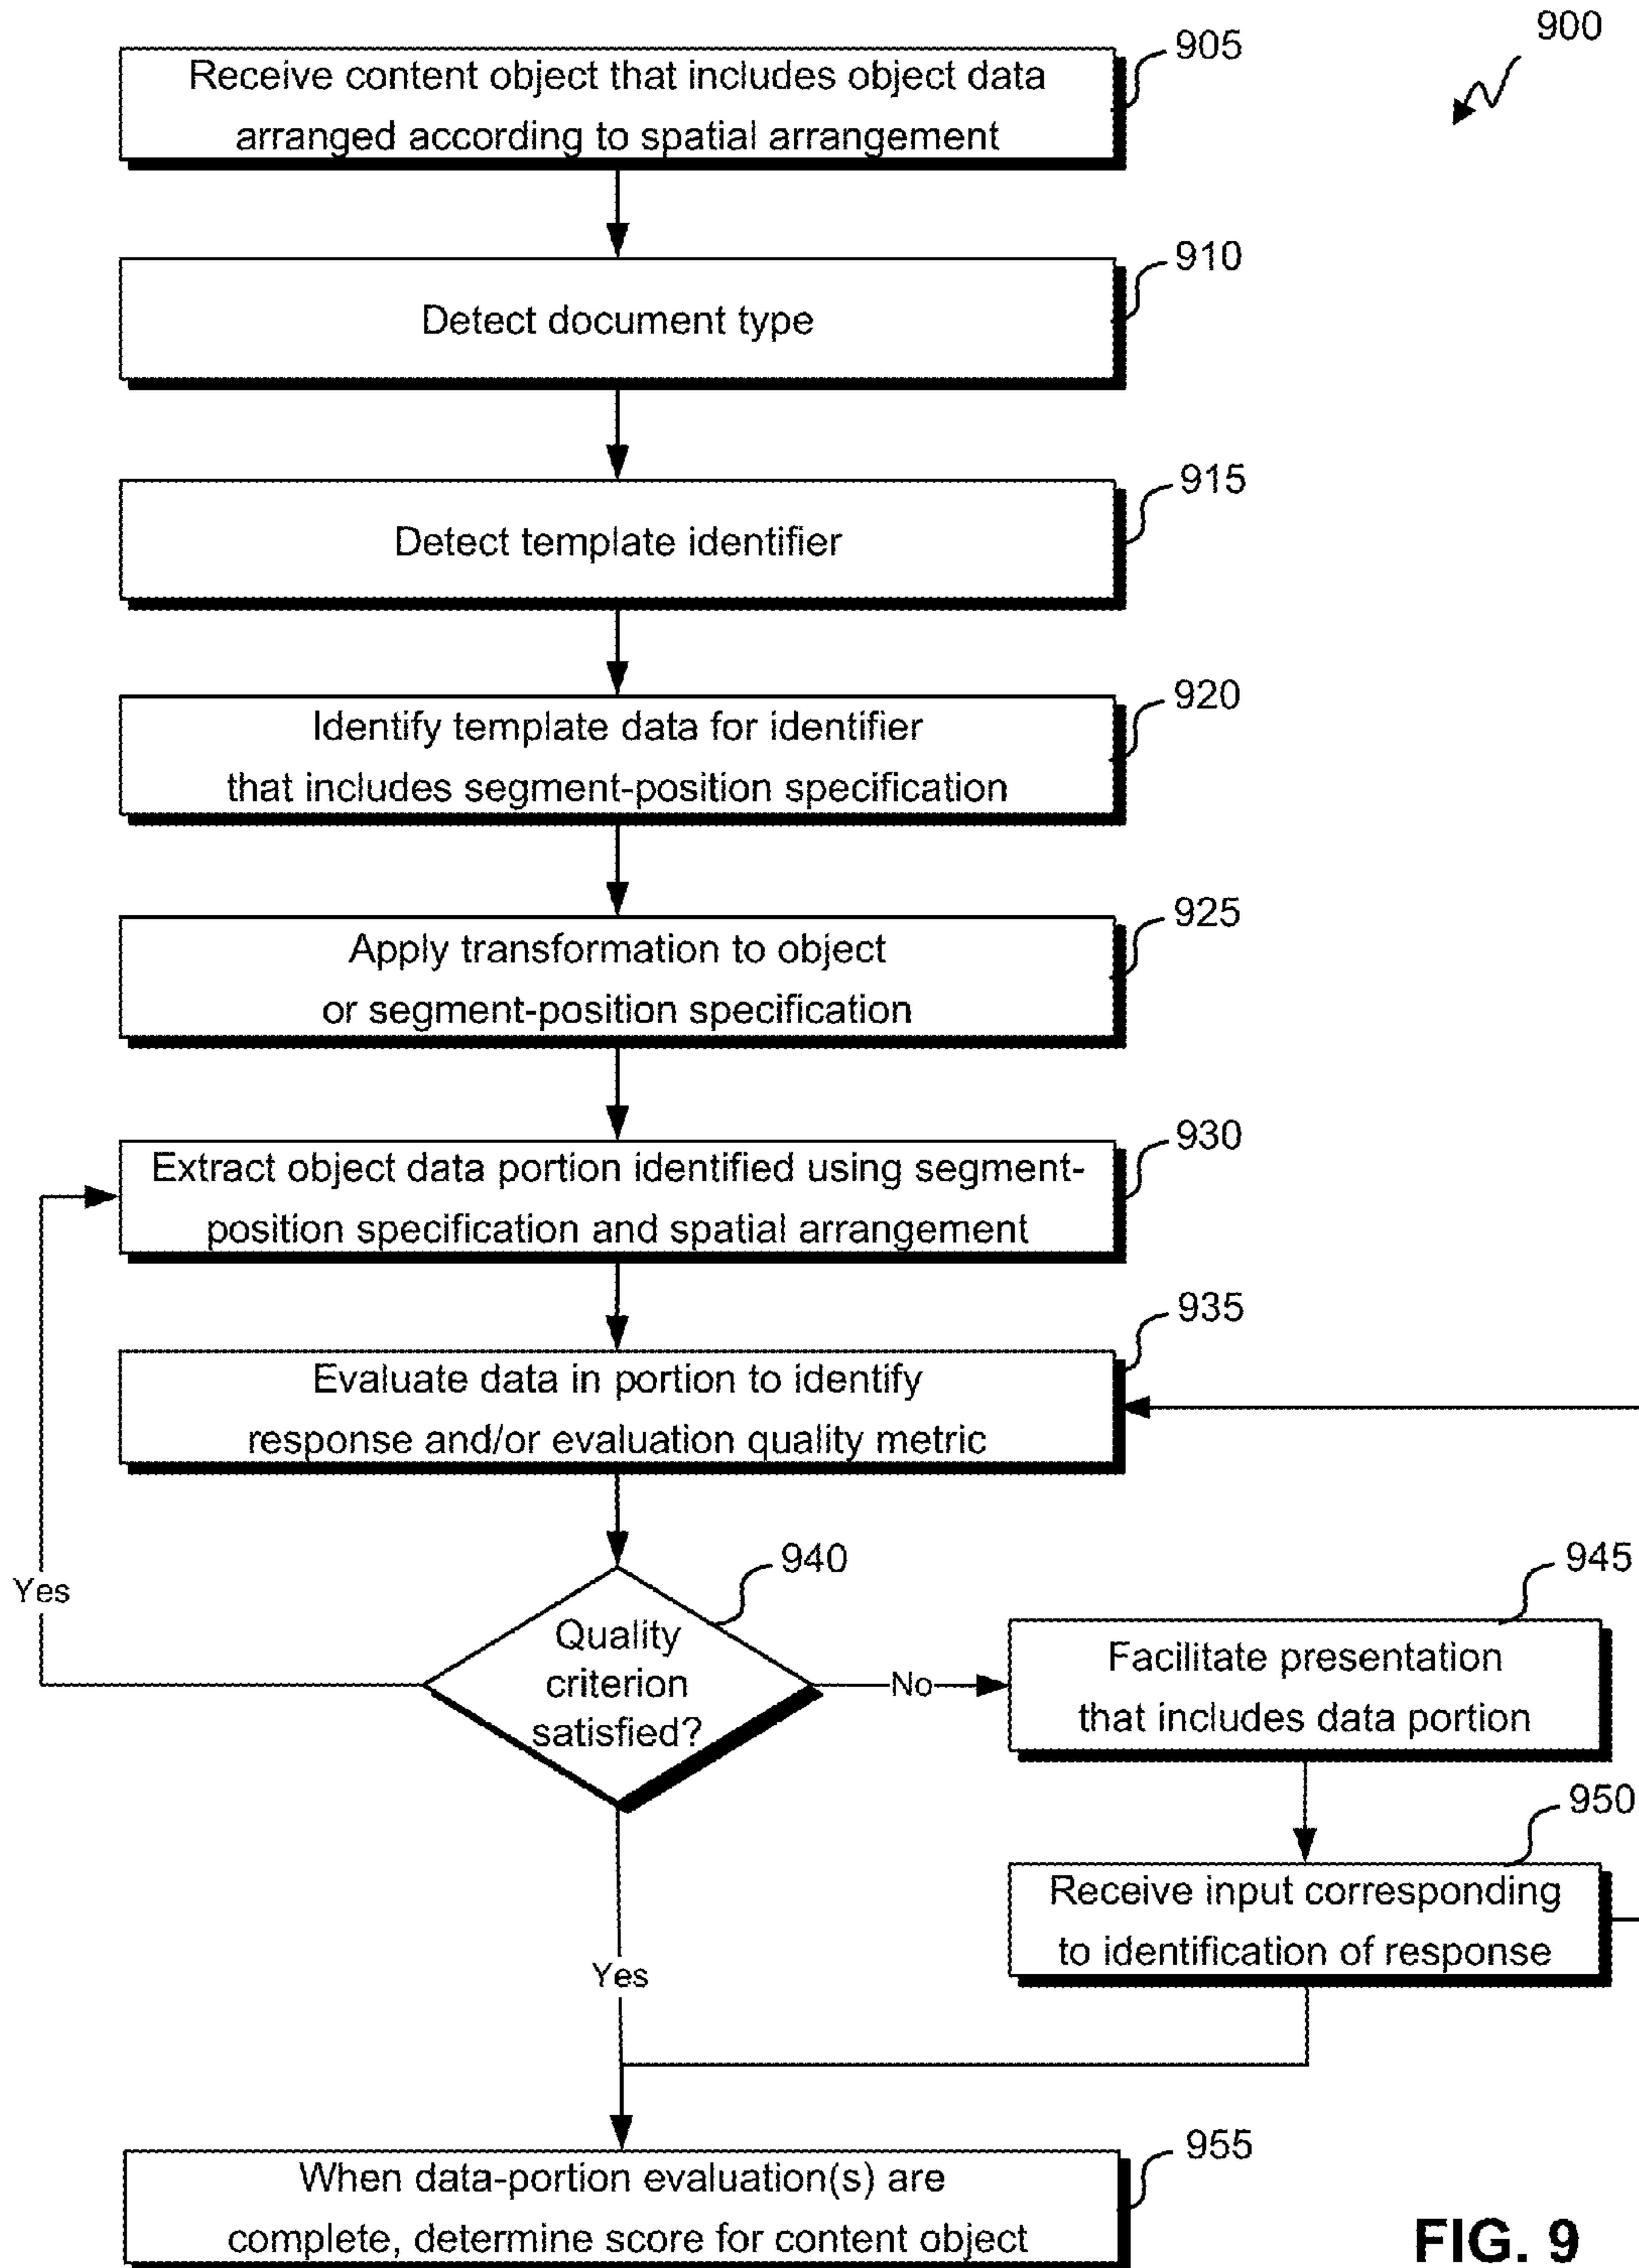 900
905
Receive content object that includes object data
arranged according to spatial arrangement
910
Detect document type
915
Detect template identifier
920
Identify template data for identifier
that includes segment-position specification
925
Apply transformation to object
or segment-position specification
930
Extract object data portion identified using segment-
position specification and spatial arrangement
935
Evaluate data in portion to identify
response and/or evaluation quality metric
940
Yes
Quality
criterion
satisfied?
No
945
Facilitate presentation
that includes data portion
950
Receive input corresponding
to identification of response
Yes
955
When data-portion evaluation(s) are
complete, determine score for content object
FIG. 9